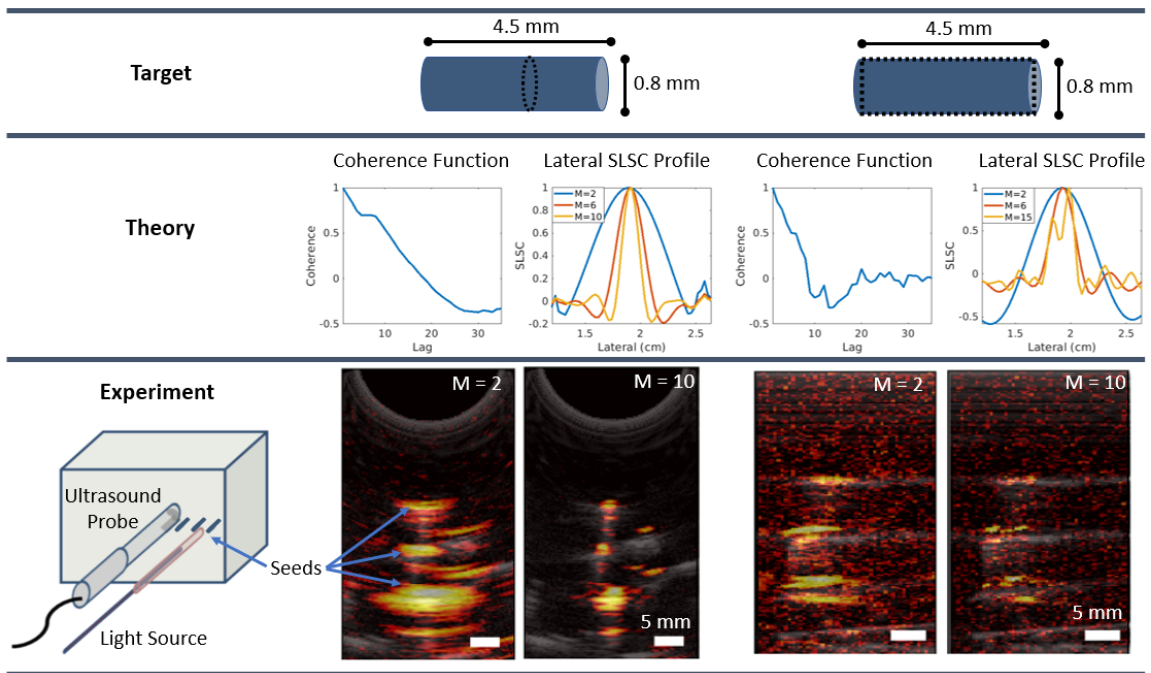 Target
4.5 mm
0.8 mm
4.5 mm
0.8 mm
Theory
Coherence Function
Coherence
1
0.5
0
-0.5
10
20
30
Lag
Lateral SLSC Profile
SLSC
1
0.8
0.6
0.4
0.2
0
-0.2
M=2
M=6
M=10
1.5
2
2.5
Lateral (cm)
Coherence Function
Coherence
1
0.5
0
-0.5
10
20
30
Lag
Lateral SLSC Profile
SLSC
1
0.5
0
-0.5
M=2
M=6
M=15
1.5
2
2.5
Lateral (cm)
Experiment
Ultrasound
Probe
Seeds
Light Source
M = 2
M = 10
5 mm
M = 2
M = 10
5 mm